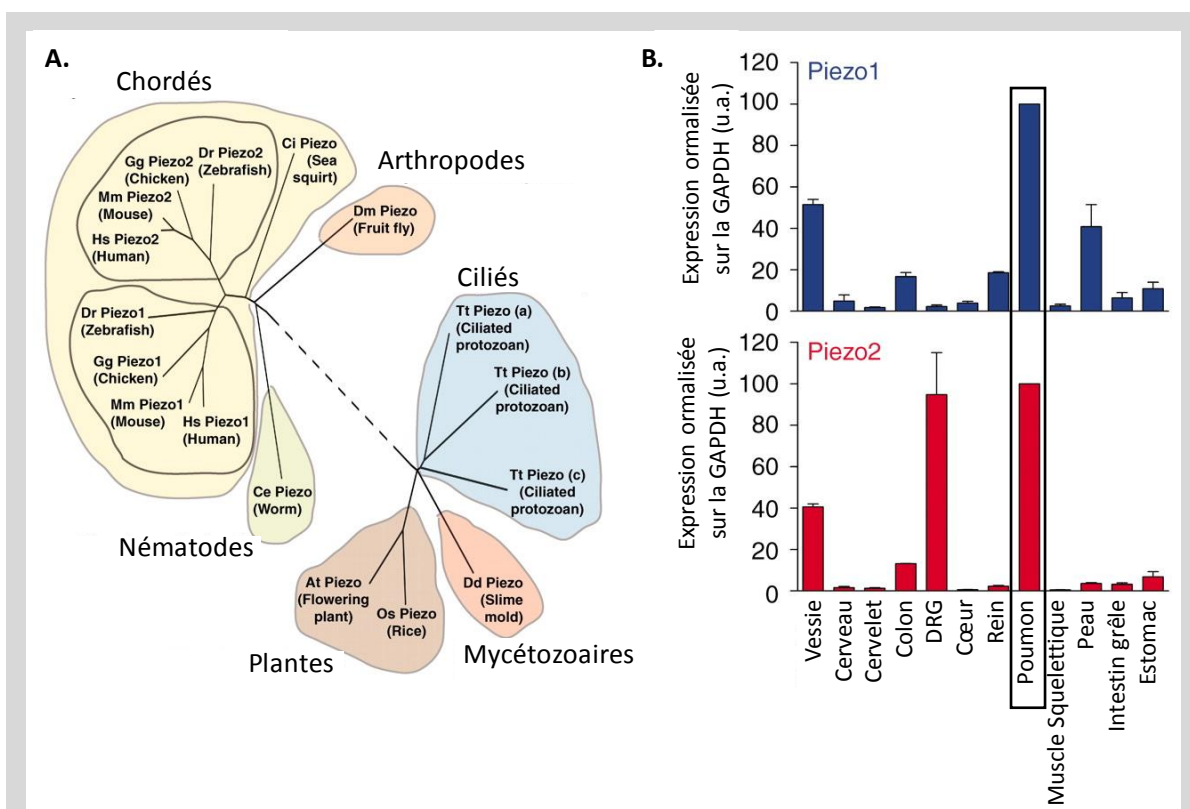 A.
Chordés
Ci Piezo
(Sea
squirt)
Dr Piezo2
(Zebrafish)
Gg Piezo2
(Chicken)
Mm Piezo2
(Mouse)
Hs Piezo2
(Human)
Dr Piezo1
(Zebrafish)
Gg Piezo1
(Chicken)
Mm Piezo1
(Mouse)
Hs Piezo1
(Human)
Arthropodes
Dm Piezo
(Fruit fly)
Ciliés
Tt Piezo (a)
(Ciliated
protozoan)
Tt Piezo (b)
(Ciliated
protozoan)
Tt Piezo (c)
(Ciliated
protozoan)
Ce Piezo
(Worm)
Nématodes
At Piezo
(Flowering
plant)
Os Piezo
(Rice)
Plantes
Dd Piezo
(Slime
mold)
Mycétozoaires
B.
Expression ormalisée
sur la GAPDH (u.a.)
120
100
80
60
40
20
0
Piezo1
Expression ormalisée
sur la GAPDH (u.a.)
120
100
80
60
40
20
0
Piezo2
Vessie
Cerveau
Cervelet
Colon
DRG
Cœur
Rein
Poumon
Muscle Squelettique
Peau
Intestin grêle
Estomac